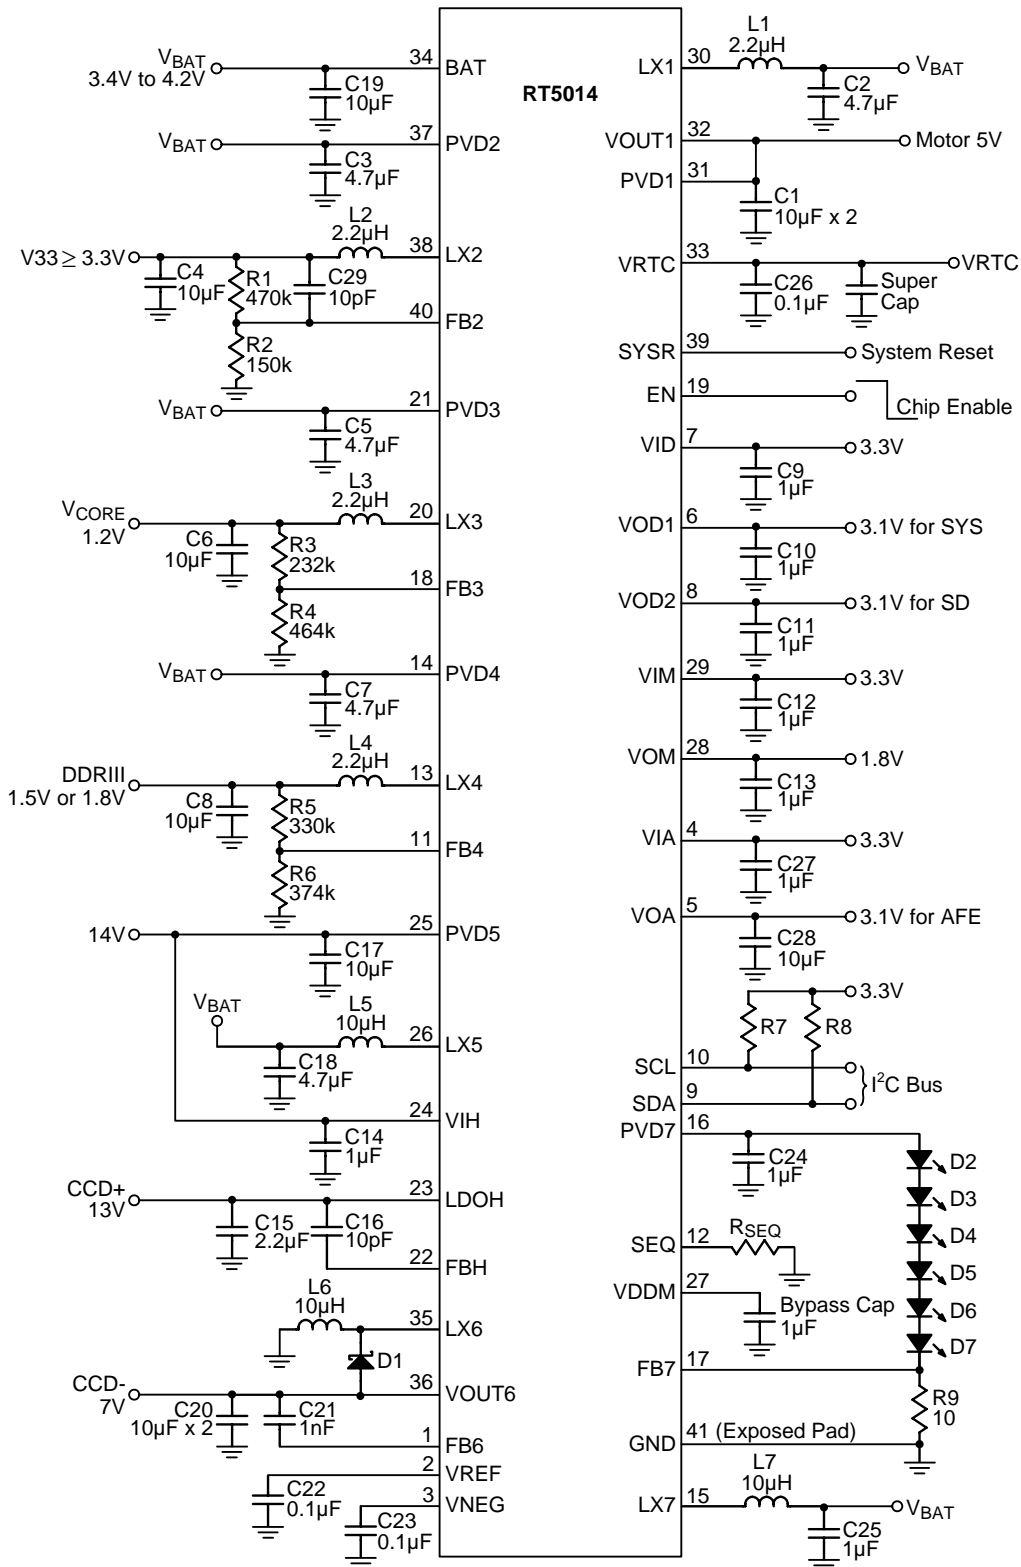 RT5014
V_BAT
3.4V to 4.2V
C19
10µF
34
BAT
V_BAT
C3
4.7µF
37
PVD2
V33 ≥ 3.3V
C4
10µF
R1
470k
C29
10pF
L2
2.2µH
38
LX2
R2
150k
40
FB2
V_BAT
C5
4.7µF
21
PVD3
V_CORE
1.2V
C6
10µF
L3
2.2µH
20
LX3
R3
232k
18
FB3
R4
464k
V_BAT
C7
4.7µF
14
PVD4
DDRIII
1.5V or 1.8V
C8
10µF
L4
2.2µH
13
LX4
R5
330k
11
FB4
R6
374k
14V
C17
10µF
25
PVD5
V_BAT
C18
4.7µF
L5
10µH
26
LX5
C14
1µF
24
VIH
CCD+
13V
C15
2.2µF
C16
10pF
23
LDOH
22
FBH
L6
10µH
35
LX6
D1
CCD-
7V
C20
10µF x 2
C21
1nF
36
VOUT6
1
FB6
C22
0.1µF
2
VREF
C23
0.1µF
3
VNEG
LX1
30
L1
2.2µH
C2
4.7µF
V_BAT
VOUT1
32
Motor 5V
PVD1
31
C1
10µF x 2
VRTC
33
C26
0.1µF
Super
Cap
VRTC
SYSR
39
System Reset
EN
19
Chip Enable
VID
7
C9
1µF
3.3V
VOD1
6
C10
1µF
3.1V for SYS
VOD2
8
C11
1µF
3.1V for SD
VIM
29
C12
1µF
3.3V
VOM
28
C13
1µF
1.8V
VIA
4
C27
1µF
3.3V
VOA
5
C28
10µF
3.1V for AFE
3.3V
R7
R8
SCL
10
SDA
9
I²C Bus
PVD7
16
C24
1µF
D2
D3
D4
D5
D6
D7
SEQ
12
R_SEQ
VDDM
27
Bypass Cap
1µF
FB7
17
R9
10
GND
41 (Exposed Pad)
LX7
15
L7
10µH
C25
1µF
V_BAT